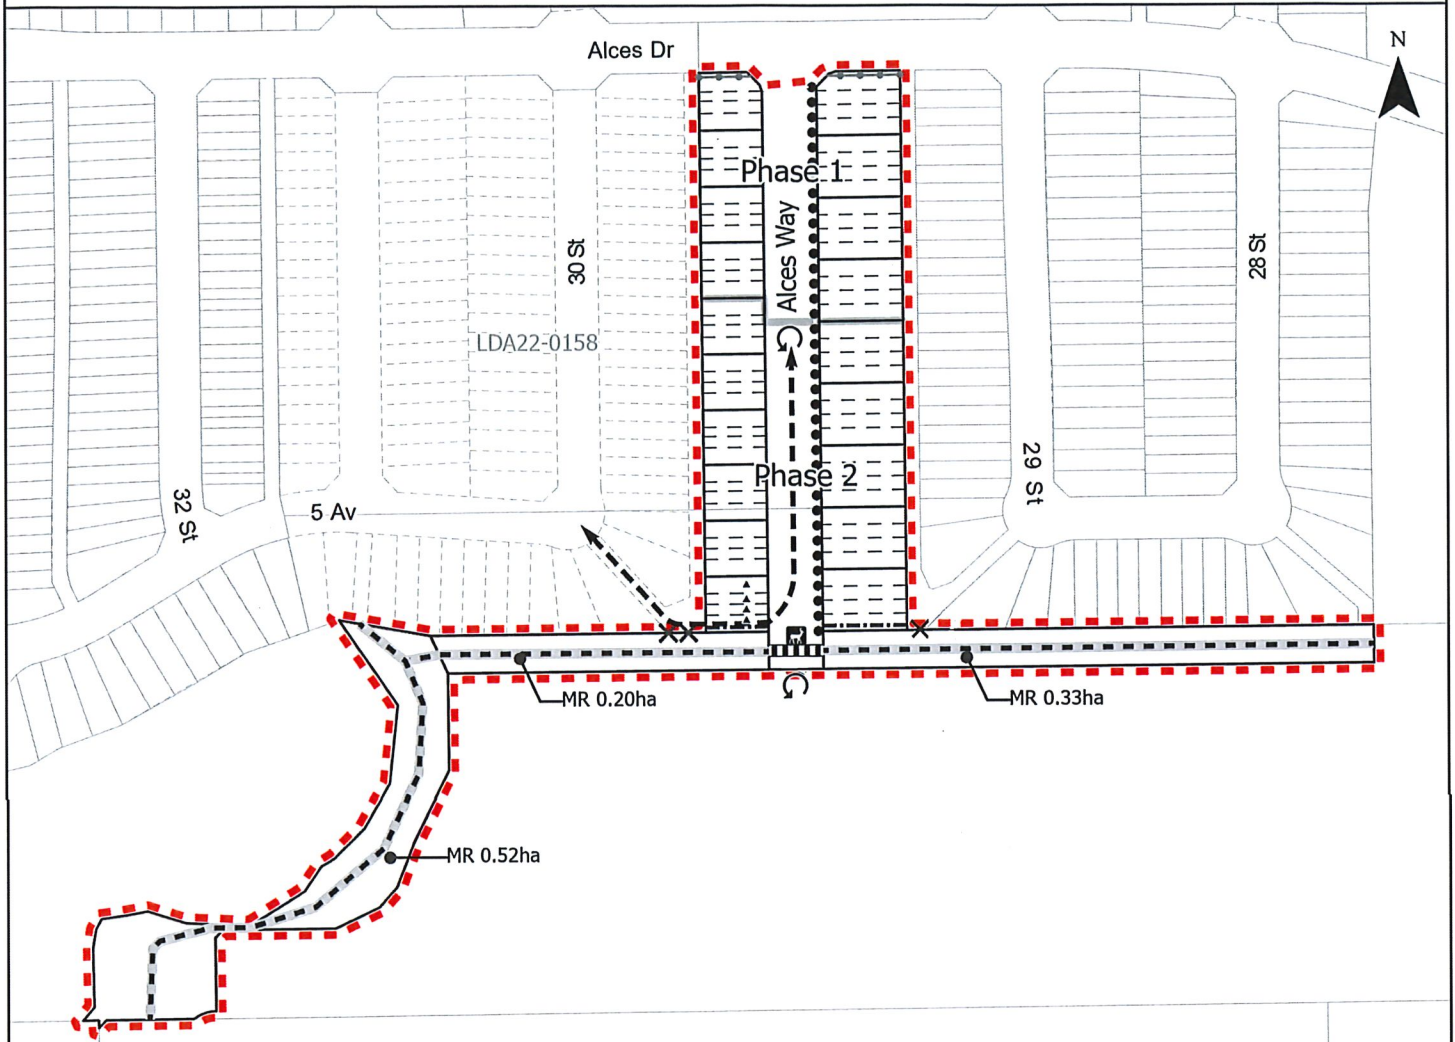 Alces Dr
N
Phase 1
Alces Way
30 St
28 St
LDA22-0158
Phase 2
29 St
32 St
5 Av
MR 0.20ha
MR 0.33ha
MR 0.52ha